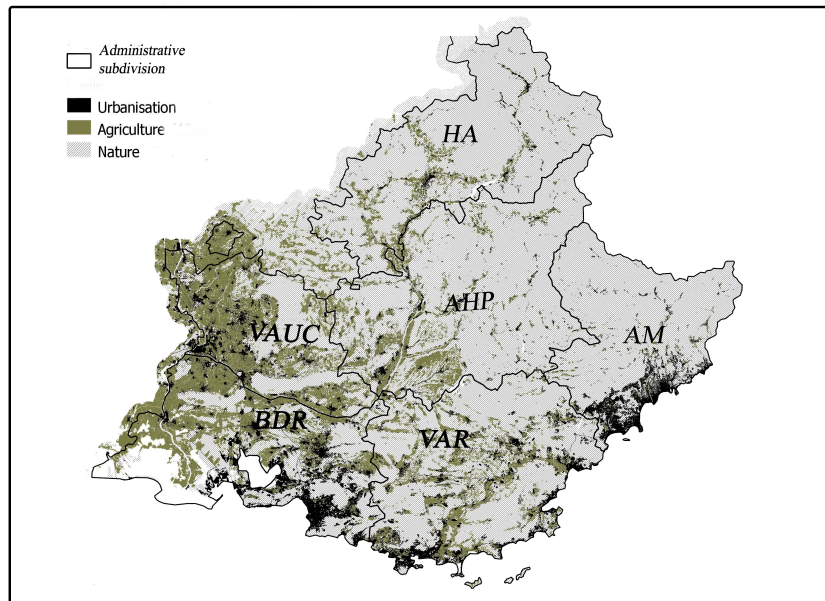 Administrative
subdivision
Urbanisation
Agriculture
Nature
HA
AHP
VAUC
AM
BDR
VAR